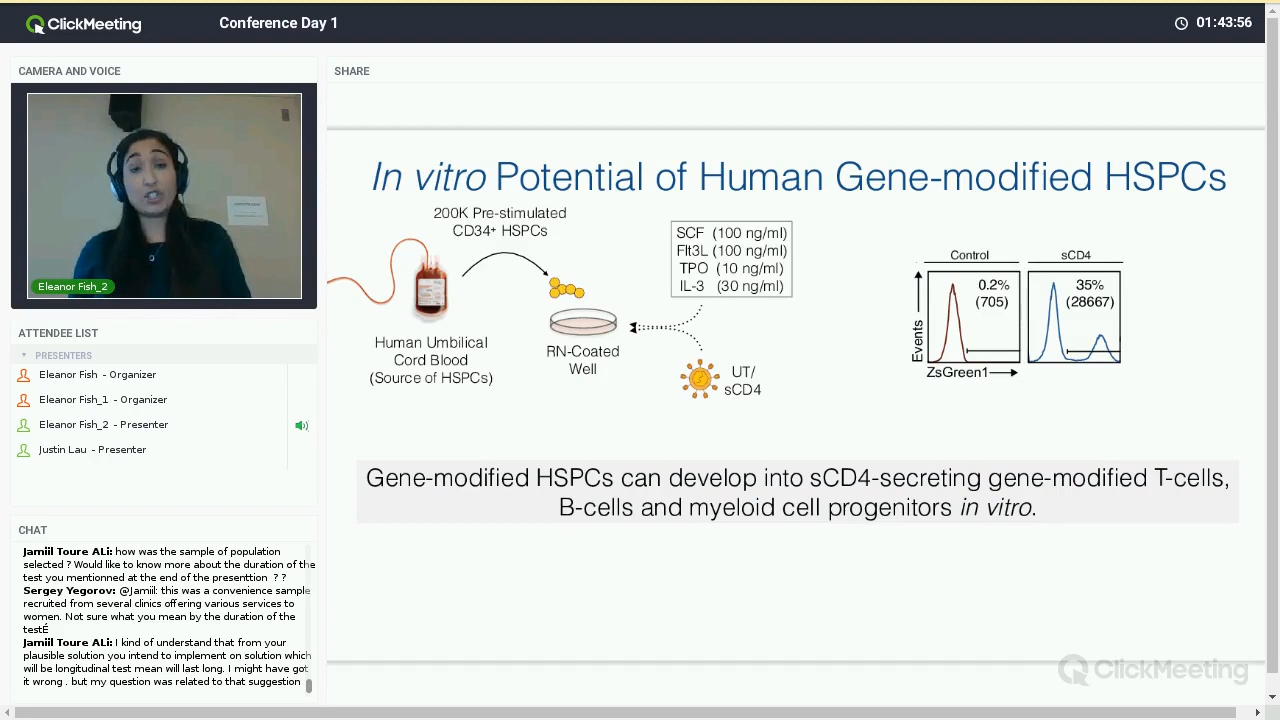 ClickMeeting
Conference Day 1
01:43:56
CAMERA AND VOICE
Eleanor Fish_2
ATTENDEE LIST
PRESENTERS
Eleanor Fish - Organizer
Eleanor Fish_1 - Organizer
Eleanor Fish_2 - Presenter
Justin Lau - Presenter
CHAT
Jamiil Toure ALi: how was the sample of population
selected ? Would like to know more about the duration of the
test you mentionned at the end of the presenttion ? ?
Sergey Yegorov: @Jamiil: this was a convenience sample
recruited from several clinics offering various services to
women. Not sure what you mean by the duration of the
testÉ
Jamiil Toure ALi: I kind of understand that from your
plausible solution you intend to implement on solution which
will be longitudinal test mean will last long. I might have got
it wrong . but my question was related to that suggestion
SHARE
In vitro Potential of Human Gene-modified HSPCs
200K Pre-stimulated
CD34+ HSPCs
Human Umbilical
Cord Blood
(Source of HSPCs)
RN-Coated
Well
SCF (100 ng/ml)
Flt3L (100 ng/ml)
TPO (10 ng/ml)
IL-3 (30 ng/ml)
UT/
sCD4
Control
0.2%
(705)
sCD4
35%
(28667)
Events
ZsGreen1
Gene-modified HSPCs can develop into sCD4-secreting gene-modified T-cells,
B-cells and myeloid cell progenitors in vitro.
ClickMeeting